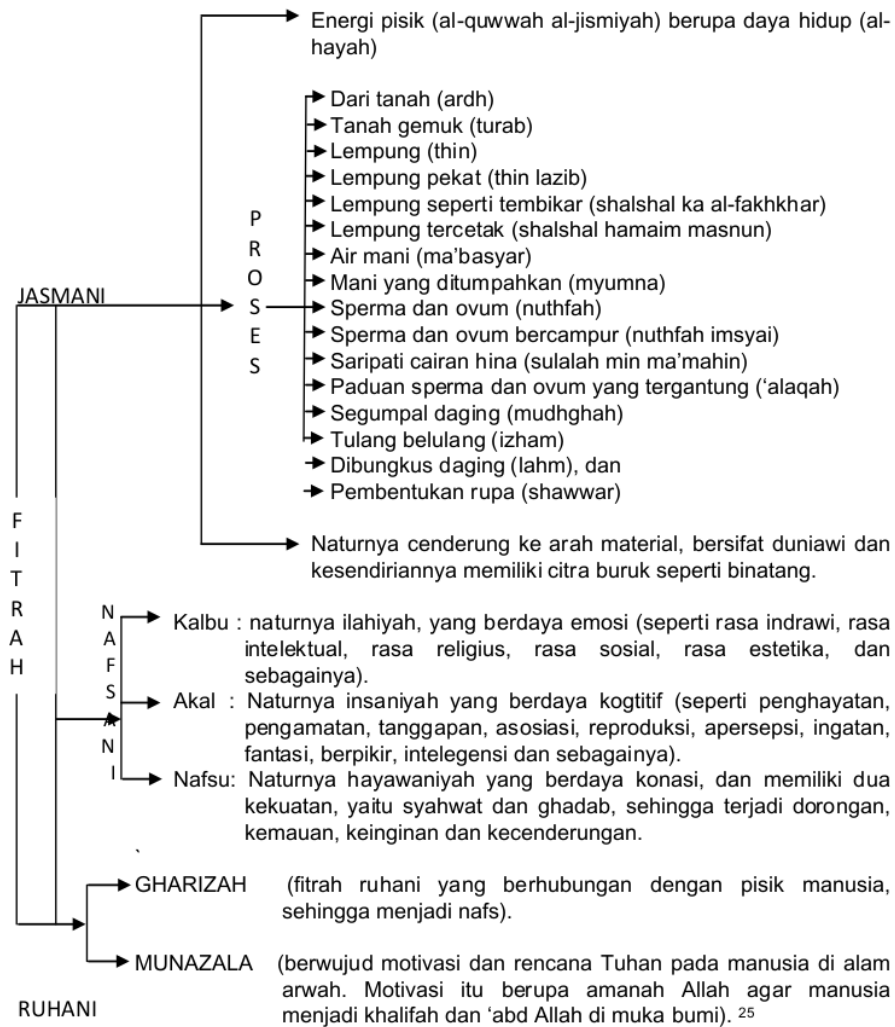 Energi pisik (al-quwwah al-jismiyah) berupa daya hidup (al-
hayah)
JASMANI
PROSES
Dari tanah (ardh)
Tanah gemuk (turab)
Lempung (thin)
Lempung pekat (thin lazib)
Lempung seperti tembikar (shalshal ka al-fakhkhar)
Lempung tercetak (shalshal hamaim masnun)
Air mani (ma'basyar)
Mani yang ditumpahkan (myumna)
Sperma dan ovum (nuthfah)
Sperma dan ovum bercampur (nuthfah imsyai)
Saripati cairan hina (sulalah min ma'mahin)
Paduan sperma dan ovum yang tergantung ('alaqah)
Segumpal daging (mudhghah)
Tulang belulang (izham)
Dibungkus daging (lahm), dan
Pembentukan rupa (shawwar)
Naturnya cenderung ke arah material, bersifat duniawi dan
kesendiriannya memiliki citra buruk seperti binatang.
FITRAH
NAFSANI
Kalbu : naturnya ilahiyah, yang berdaya emosi (seperti rasa indrawi, rasa
intelektual, rasa religius, rasa sosial, rasa estetika, dan
sebagainya).
Akal : Naturnya insaniyah yang berdaya kogtitif (seperti penghayatan,
pengamatan, tanggapan, asosiasi, reproduksi, apersepsi, ingatan,
fantasi, berpikir, intelegensi dan sebagainya).
Nafsu: Naturnya hayawaniyah yang berdaya konasi, dan memiliki dua
kekuatan, yaitu syahwat dan ghadab, sehingga terjadi dorongan,
kemauan, keinginan dan kecenderungan.
`
GHARIZAH (fitrah ruhani yang berhubungan dengan pisik manusia,
sehingga menjadi nafs).
MUNAZALA (berwujud motivasi dan rencana Tuhan pada manusia di alam
arwah. Motivasi itu berupa amanah Allah agar manusia
menjadi khalifah dan 'abd Allah di muka bumi). 25
RUHANI